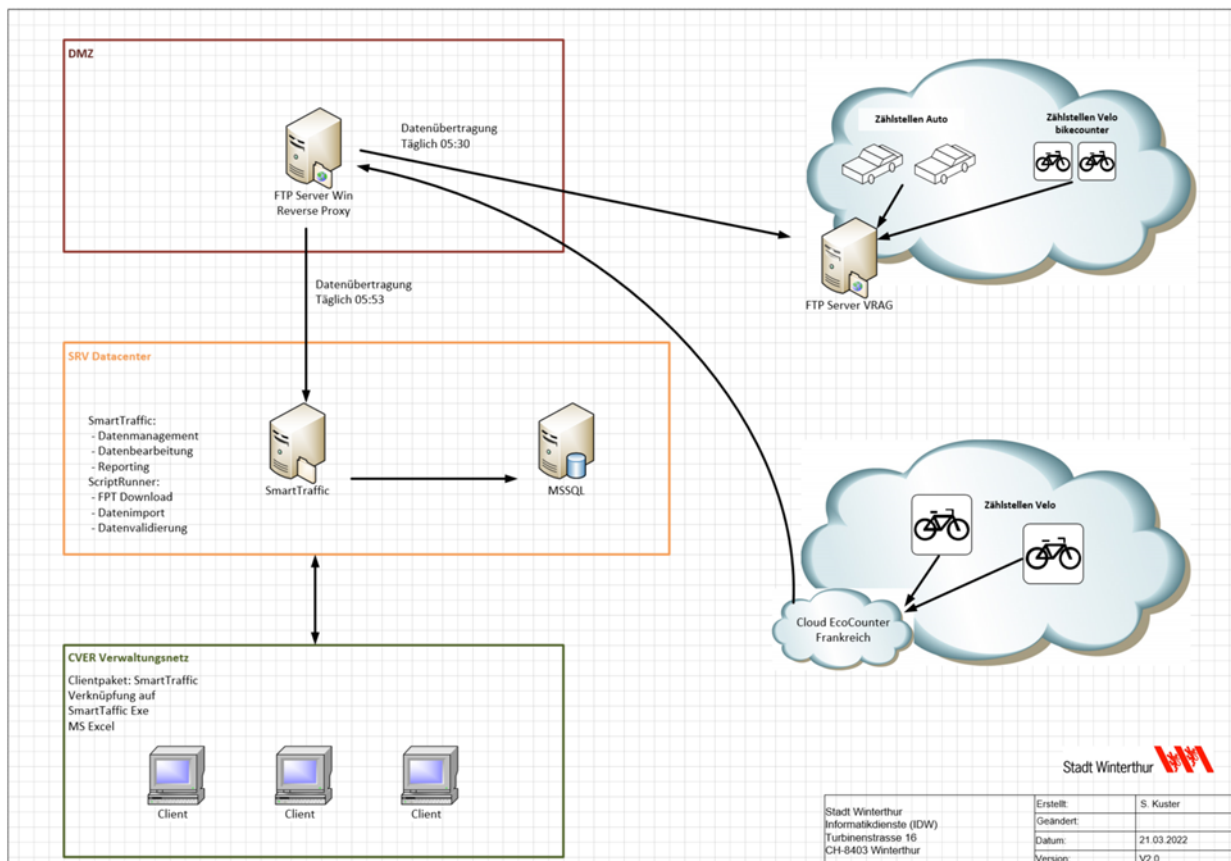 DMZ
FTP Server Win
Reverse Proxy
Datenübertragung
Täglich 05:30
Datenübertragung
Täglich 05:53
Zählstellen Auto
Zählstellen Velo
bikecounter
FTP Server VRAG
SRV Datacenter
SmartTraffic:
- Datenmanagement
- Datenbearbeitung
- Reporting
ScriptRunner:
- FPT Download
- Datenimport
- Datenvalidierung
SmartTraffic
MSSQL
Zählstellen Velo
Cloud EcoCounter
Frankreich
CVER Verwaltungsnetz
Clientpaket: SmartTraffic
Verknüpfung auf
SmartTaffic Exe
MS Excel
Client
Client
Client
Stadt Winterthur
Stadt Winterthur
Informatikdienste (IDW)
Turbinenstrasse 16
CH-8403 Winterthur
Erstellt: S. Kuster
Geändert:
Datum: 21.03.2022
Version: V2.0